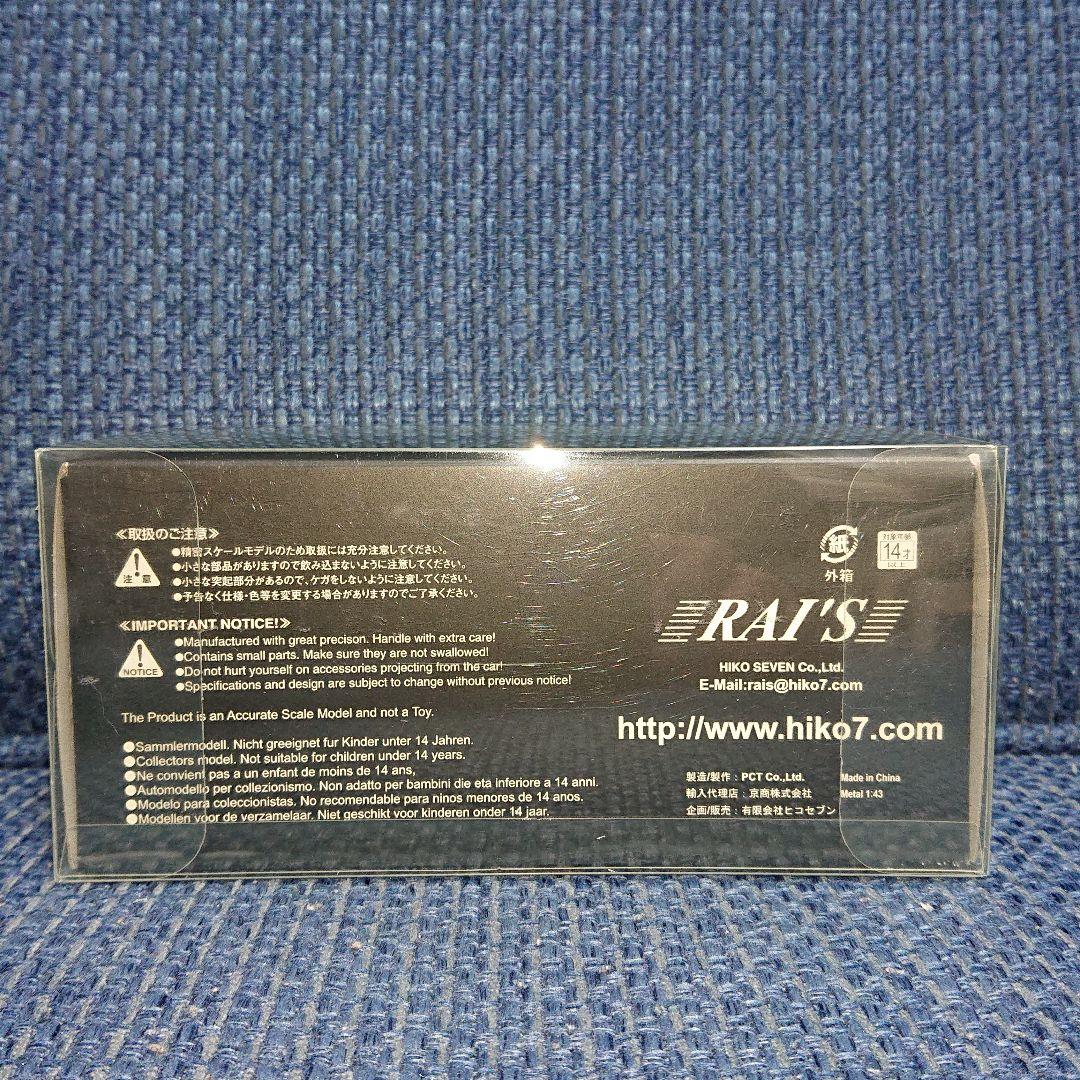 ≪取扱のご注意≫
注意
●精密スケールモデルのため取扱には充分注意してください。
●小さな部品がありますので飲み込まないように注意してください。
●小さな突起部分があるので、ケガをしないように注意してください。
●予告なく仕様・色等を変更する場合がありますのでご了承ください。
≪IMPORTANT NOTICE!≫
NOTICE
●Manufactured with great precison. Handle with extra care!
●Contains small parts. Make sure they are not swallowed!
●Do not hurt yourself on accessories projecting from the car!
●Specifications and design are subject to change without previous notice!
The Product is an Accurate Scale Model and not a Toy.
●Sammlermodell. Nicht greeignet fur Kinder unter 14 Jahren.
●Collectors model. Not suitable for children under 14 years.
●Ne convient pas a un enfant de moins de 14 ans,
●Automodello per collezionismo. Non adatto per bambini die eta inferiore a 14 anni.
●Modelo para coleccionistas. No recomendable para ninos menores de 14 anos.
●Modellen voor de verzamelaar. Niet geschikt voor kinderen onder 14 jaar.
紙
外箱
対象年齢
14才
以上
RAI'S
HIKO SEVEN Co.,Ltd.
E-Mail:rais@hiko7.com
http://www.hiko7.com
製造/製作：PCT Co.,Ltd.
輸入代理店：京商株式会社
企画/販売：有限会社ヒコセブン
Made in China
Metal 1:43